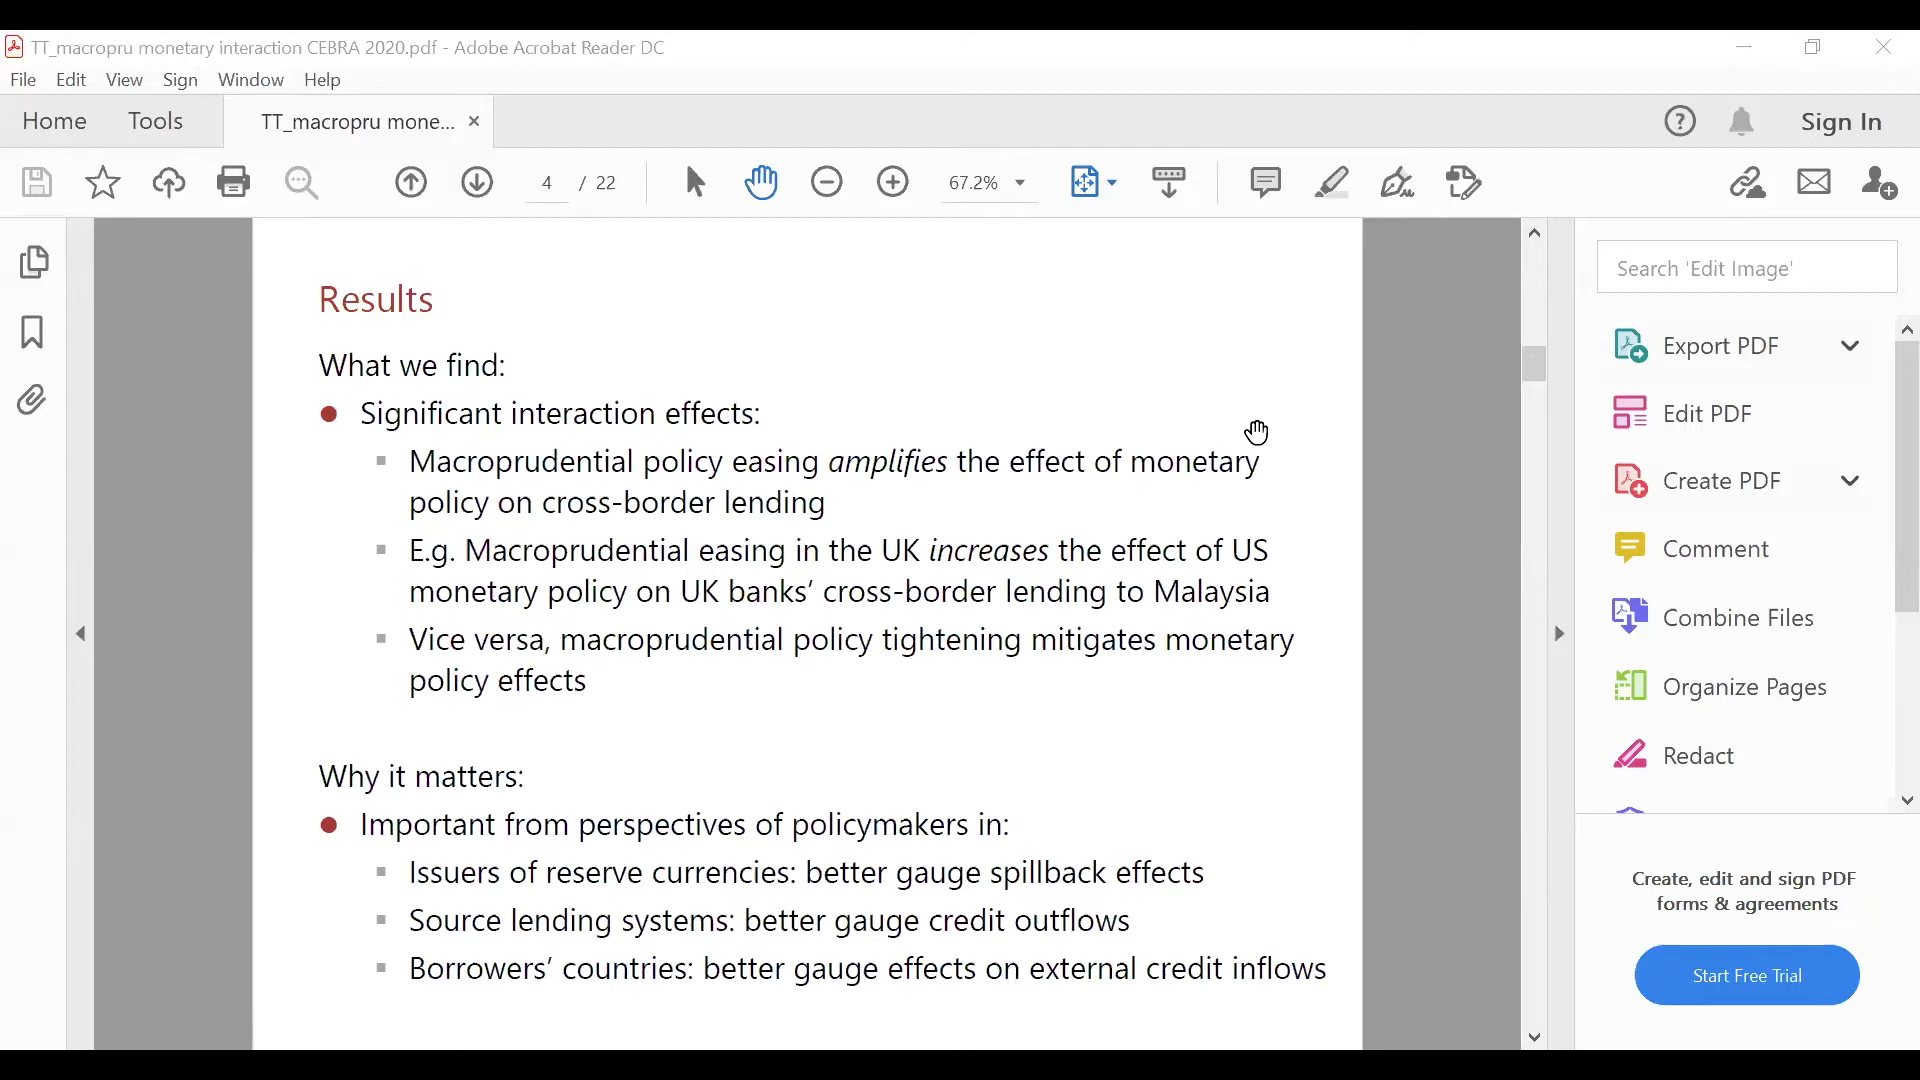 TT_macropru monetary interaction CEBRA 2020.pdf - Adobe Acrobat Reader DC
File Edit View Sign Window Help
Home Tools TT_macropru mone... × Sign In
4 / 22 67.2%
Search 'Edit Image'
Results
Export PDF
What we find:
Edit PDF
Significant interaction effects:
Macroprudential policy easing amplifies the effect of monetary
Create PDF
policy on cross-border lending
E.g. Macroprudential easing in the UK increases the effect of US
Comment
monetary policy on UK banks’ cross-border lending to Malaysia
Combine Files
Vice versa, macroprudential policy tightening mitigates monetary
policy effects
Organize Pages
Redact
Why it matters:
Important from perspectives of policymakers in:
Issuers of reserve currencies: better gauge spillback effects
Source lending systems: better gauge credit outflows
Borrowers’ countries: better gauge effects on external credit inflows
Create, edit and sign PDF
forms & agreements
Start Free Trial